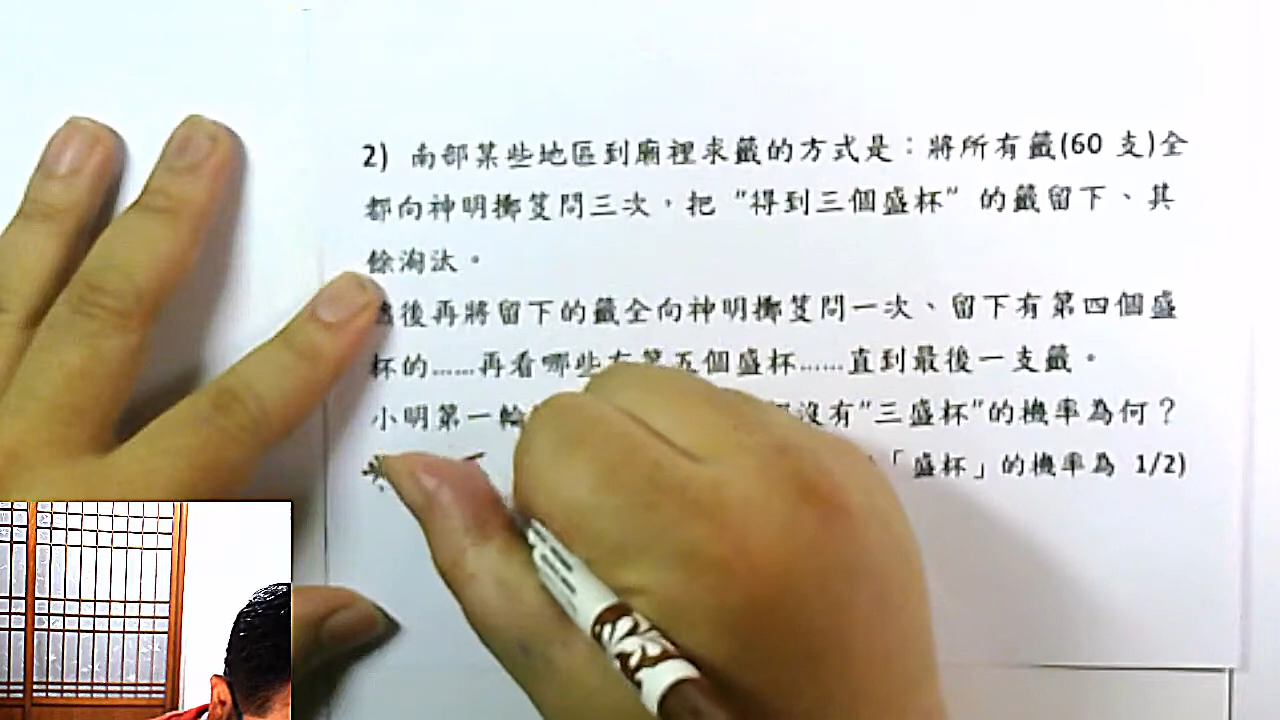 2) 南部某些地區到廟裡求籤的方式是：將所有籤(60 支)全
都向神明擲筊問三次，把 "得到三個盛杯" 的籤留下、其
餘淘汰。
後再將留下的籤全向神明擲筊問一次、留下有第四個盛
杯的……再看哪些有第五個盛杯……直到最後一支籤。
小明第一輪 沒有"三盛杯"的機率為何？
「盛杯」的機率為 1/2)